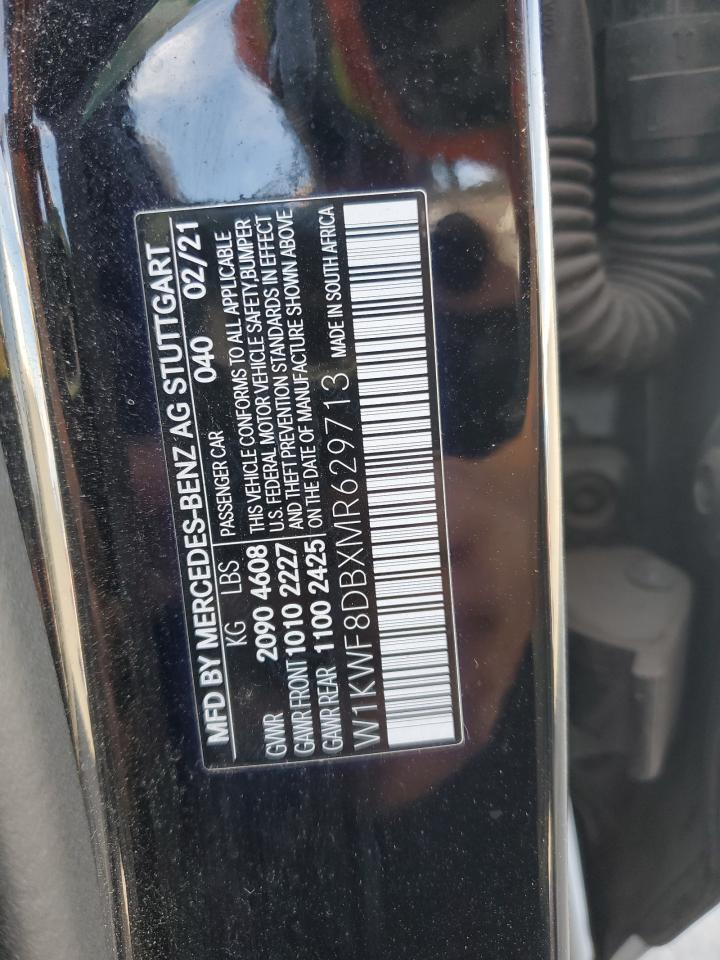 MFD BY MERCEDES-BENZ AG STUTTGART
KG LBS PASSENGER CAR 040 02/21
GVWR 2090 4608 THIS VEHICLE CONFORMS TO ALL APPLICABLE
U.S. FEDERAL MOTOR VEHICLE SAFETY,BUMPER
GAWR FRONT 1010 2227 AND THEFT PREVENTION STANDARDS IN EFFECT
GAWR REAR 1100 2425 ON THE DATE OF MANUFACTURE SHOWN ABOVE
W1KWF8DBXMR629713 MADE IN SOUTH AFRICA